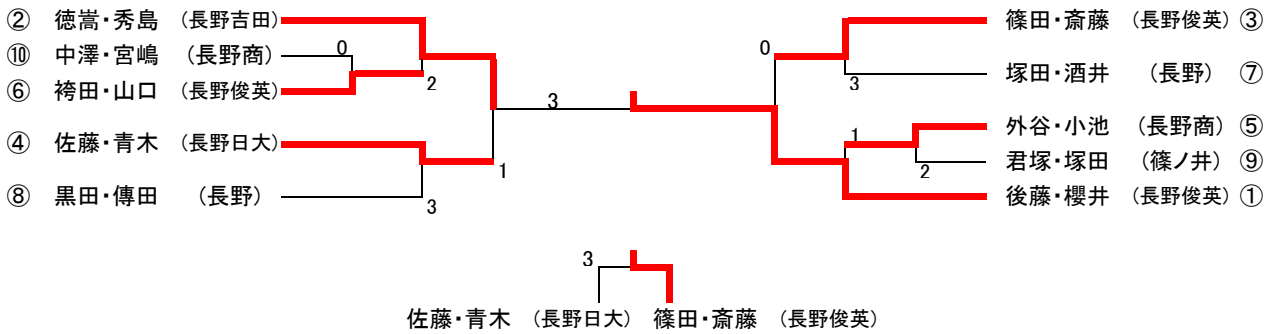 ② 徳嵩・秀島 （長野吉田）
⑩ 中澤・宮嶋 （長野商）
0
⑥ 袴田・山口 （長野俊英）
2
3
④ 佐藤・青木 （長野日大）
1
⑧ 黒田・傳田 （長野）
3
篠田・斎藤 （長野俊英） ③
0
塚田・酒井 （長野） ⑦
3
外谷・小池 （長野商） ⑤
1
君塚・塚田 （篠ノ井） ⑨
2
後藤・櫻井 （長野俊英） ①
3
佐藤・青木 （長野日大） 篠田・斎藤 （長野俊英）